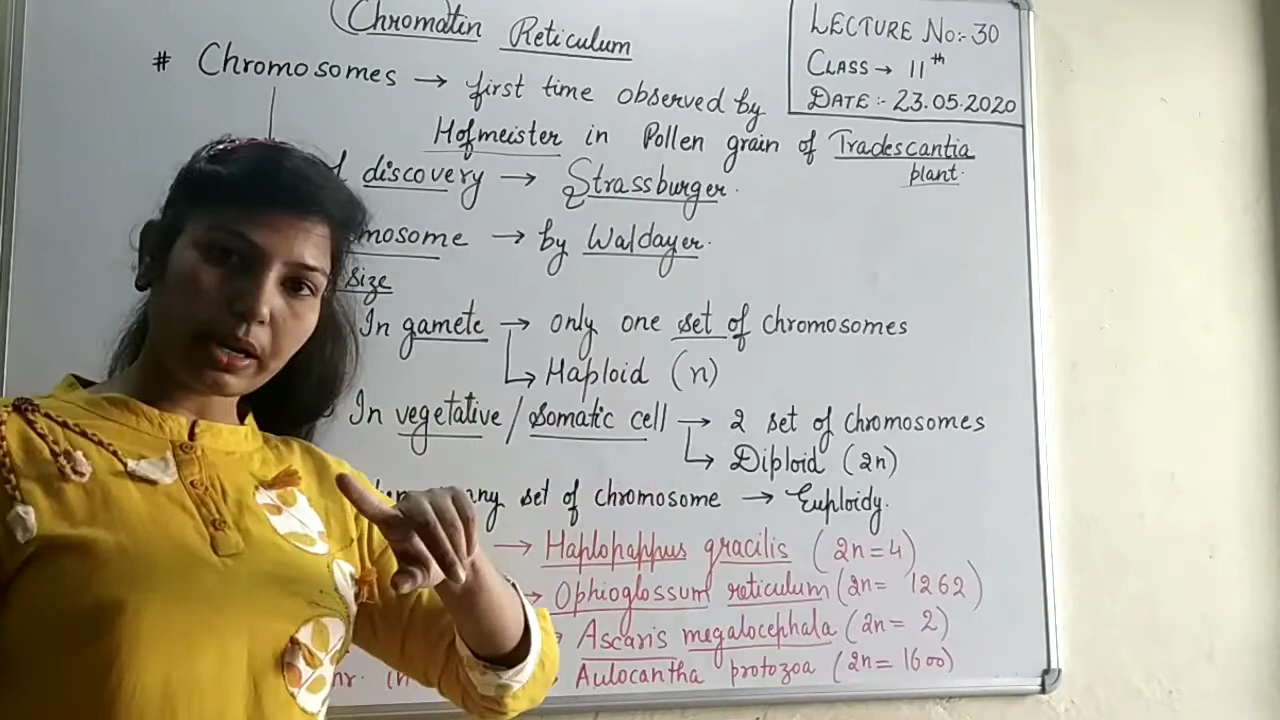 Chromatin Reticulum
LECTURE No:- 30
CLASS → 11th
DATE :- 23.05.2020
# Chromosomes → first time observed by
Hofmeister in Pollen grain of Tradescantia
plant.
discovery → Strassburger.
mosome → by Waldayer.
size
In gamete → only one set of chromosomes
→ Haploid (n)
In vegetative / Somatic cell → 2 set of chromosomes
→ Diploid (2n)
any set of chromosome → Euploidy.
→ Haplopappus gracilis (2n=4)
Ophioglossum reticulum (2n= 1262)
Ascaris megalocephala (2n= 2)
Aulocantha protozoa (2n= 1600)